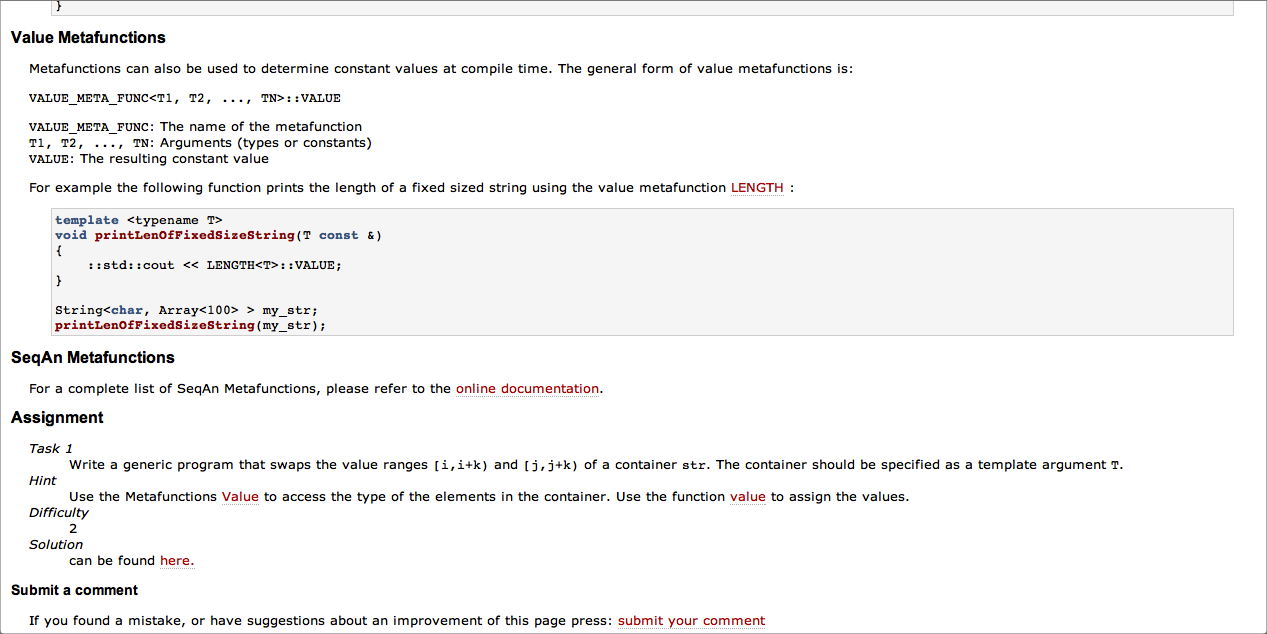 }
Value Metafunctions
Metafunctions can also be used to determine constant values at compile time. The general form of value metafunctions is:
VALUE_META_FUNC<T1, T2, ..., TN>::VALUE
VALUE_META_FUNC: The name of the metafunction
T1, T2, ..., TN: Arguments (types or constants)
VALUE: The resulting constant value
For example the following function prints the length of a fixed sized string using the value metafunction LENGTH :
template <typename T>
void printLenOfFixedSizeString(T const &)
{
    ::std::cout << LENGTH<T>::VALUE;
}
String<char, Array<100> > my_str;
printLenOfFixedSizeString(my_str);
SeqAn Metafunctions
For a complete list of SeqAn Metafunctions, please refer to the online documentation.
Assignment
Task 1
Write a generic program that swaps the value ranges [i,i+k) and [j,j+k) of a container str. The container should be specified as a template argument T.
Hint
Use the Metafunctions Value to access the type of the elements in the container. Use the function value to assign the values.
Difficulty
2
Solution
can be found here.
Submit a comment
If you found a mistake, or have suggestions about an improvement of this page press: submit your comment